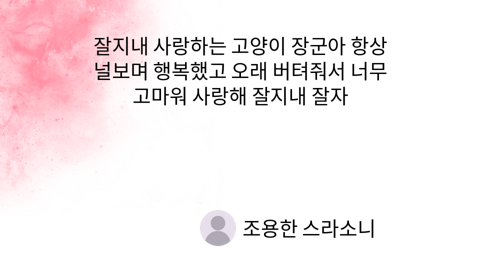 잘지내 사랑하는 고양이 장군아 항상
널보며 행복했고 오래 버텨줘서 너무
고마워 사랑해 잘지내 잘자
조용한 스라소니